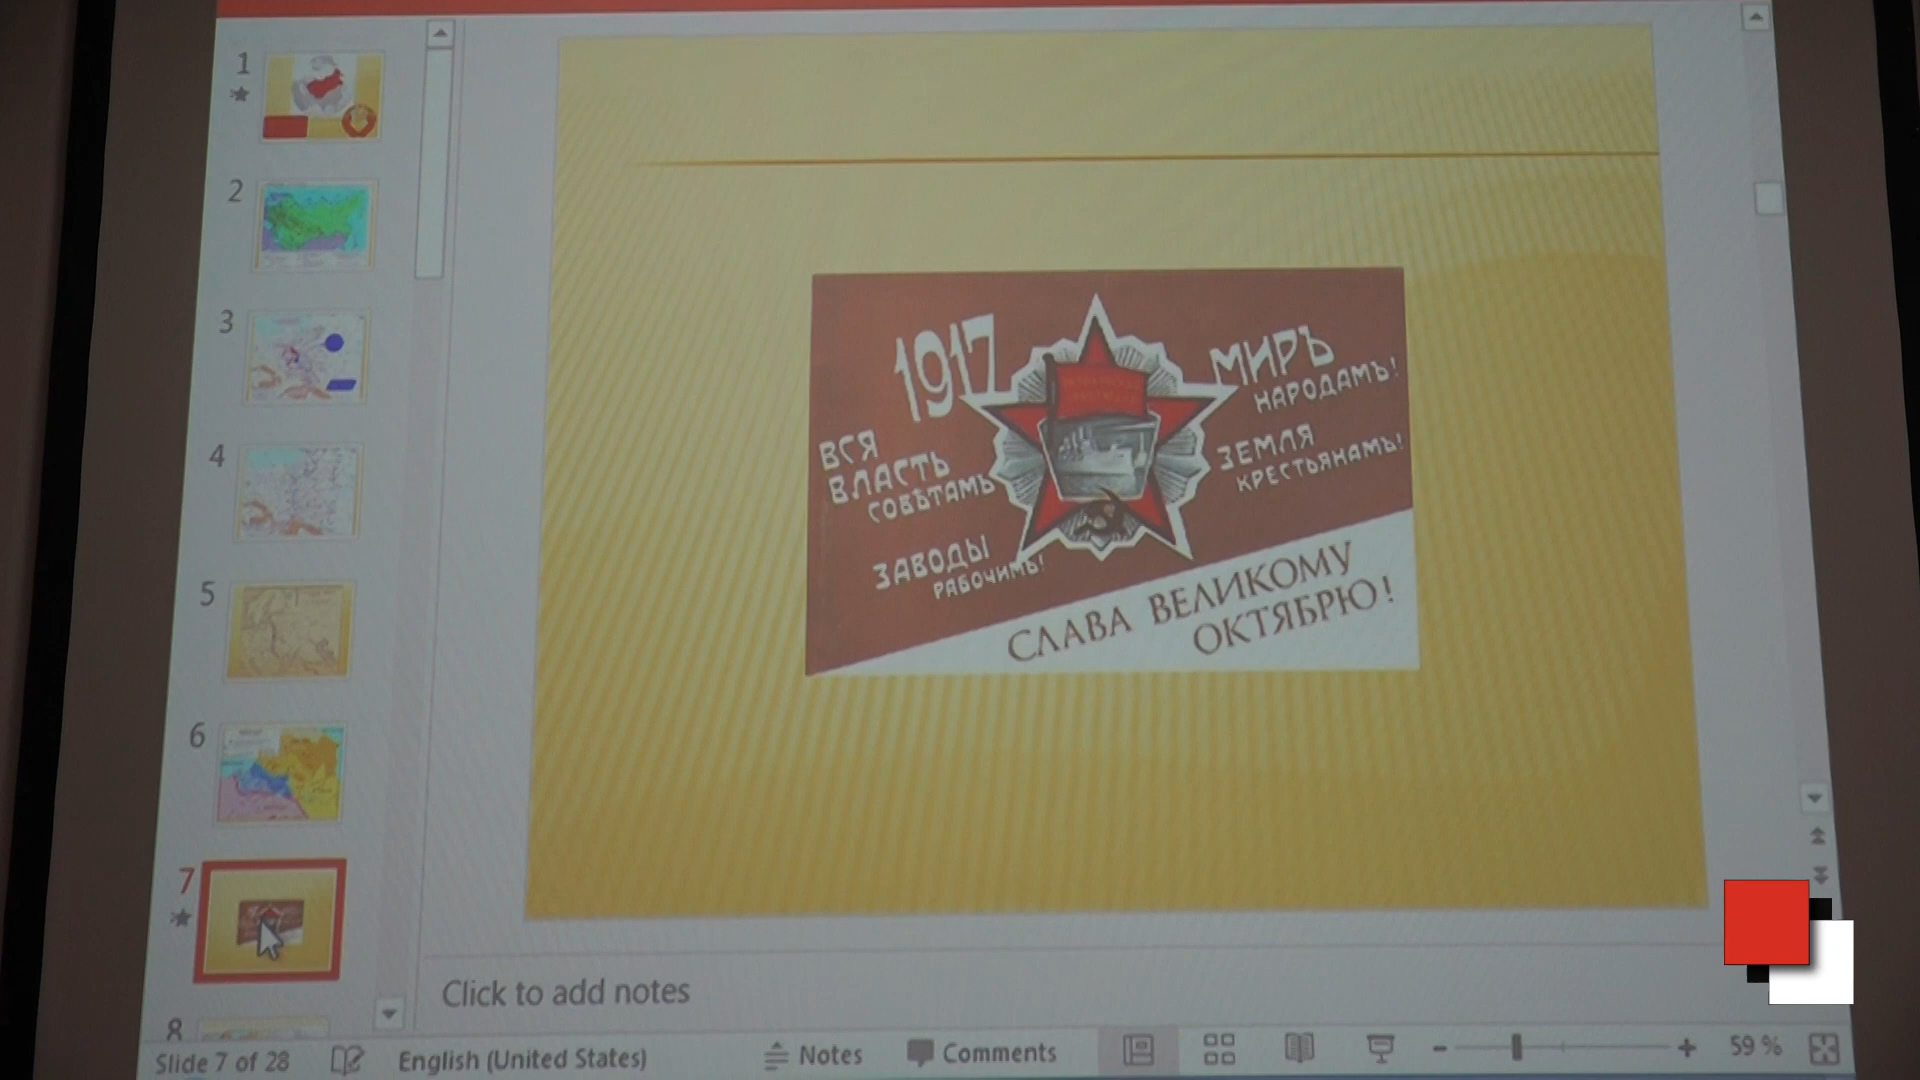 1
2
3
4
5
6
7
8
1917
ВСЯ
ВЛАСТЬ
СОВѢТАМЪ
ЗАВОДЫ
РАБОЧИМЪ!
МИРЪ
НАРОДАМЪ!
ЗЕМЛЯ
КРЕСТЬЯНАМЪ!
СЛАВА ВЕЛИКОМУ
ОКТЯБРЮ!
Click to add notes
Slide 7 of 28
English (United States)
Notes
Comments
59 %